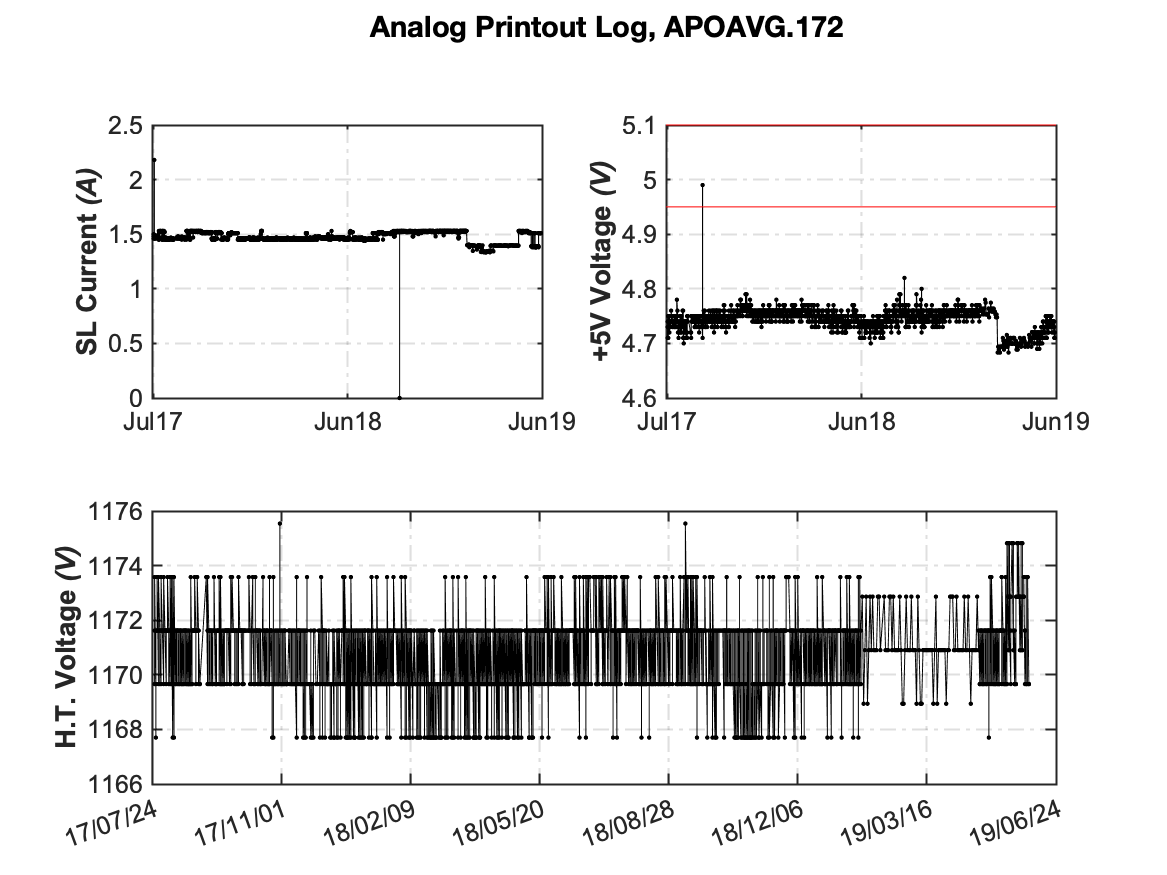 Analog Printout Log, APOAVG.172
SL Current (A)
2.5
2
1.5
1
0.5
0
Jul17
Jun18
Jun19
+5V Voltage (V)
5.1
5
4.9
4.8
4.7
4.6
Jul17
Jun18
Jun19
H.T. Voltage (V)
1176
1174
1172
1170
1168
1166
17/07/24
17/11/01
18/02/09
18/05/20
18/08/28
18/12/06
19/03/16
19/06/24